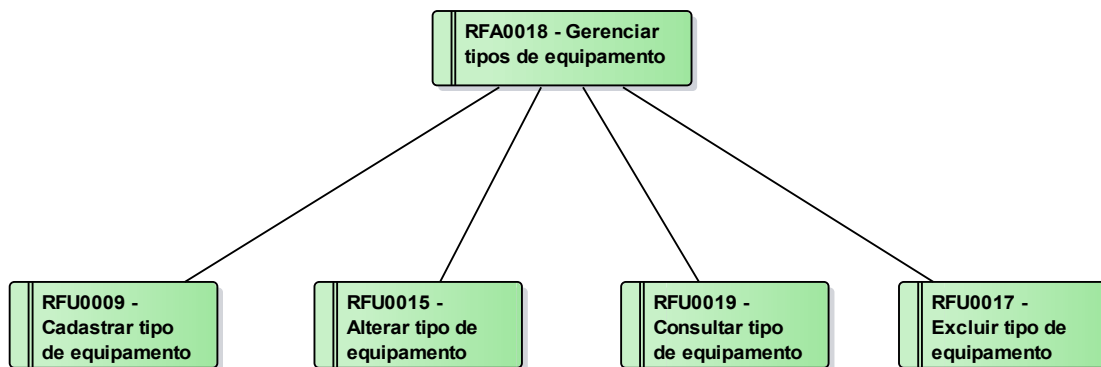 RFA0018 - Gerenciar
tipos de equipamento
RFU0009 -
Cadastrar tipo
de equipamento
RFU0015 -
Alterar tipo de
equipamento
RFU0019 -
Consultar tipo
de equipamento
RFU0017 -
Excluir tipo de
equipamento